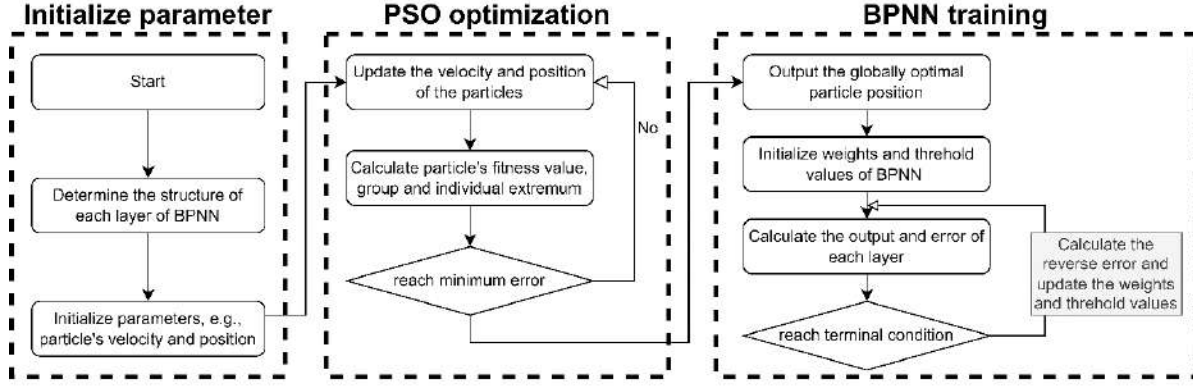 Initialize parameter
Start
Determine the structure of
each layer of BPNN
Initialize parameters, e.g.,
particle's velocity and position
PSO optimization
Update the velocity and position
of the particles
No
Calculate particle's fitness value,
group and individual extremum
reach minimum error
BPNN training
Output the globally optimal
particle position
Initialize weights and threhold
values of BPNN
Calculate the output and error of
each layer
Calculate the
reverse error and
update the weights
and threhold values
reach terminal condition